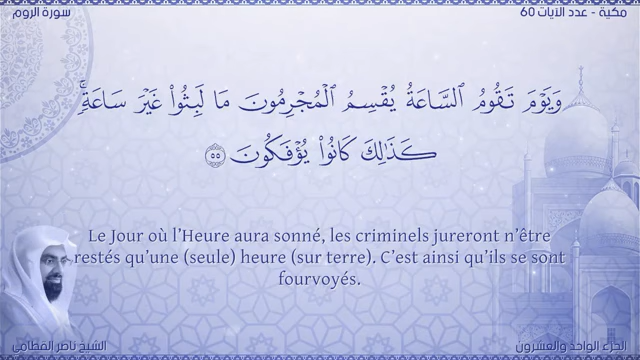 مكية - عدد الآيات 60
سورة الروم
وَيَوْمَ تَقُومُ ٱلسَّاعَةُ يُقْسِمُ ٱلْمُجْرِمُونَ مَا لَبِثُوا۟ غَيْرَ سَاعَةٍۢ ۚ
كَذَٰلِكَ كَانُوا۟ يُؤْفَكُونَ ٥٥
Le Jour où l’Heure aura sonné, les criminels jureront n’être
restés qu’une (seule) heure (sur terre). C’est ainsi qu’ils se sont
fourvoyés.
الجزء الواحد والعشرون
الشيخ ناصر القطامي